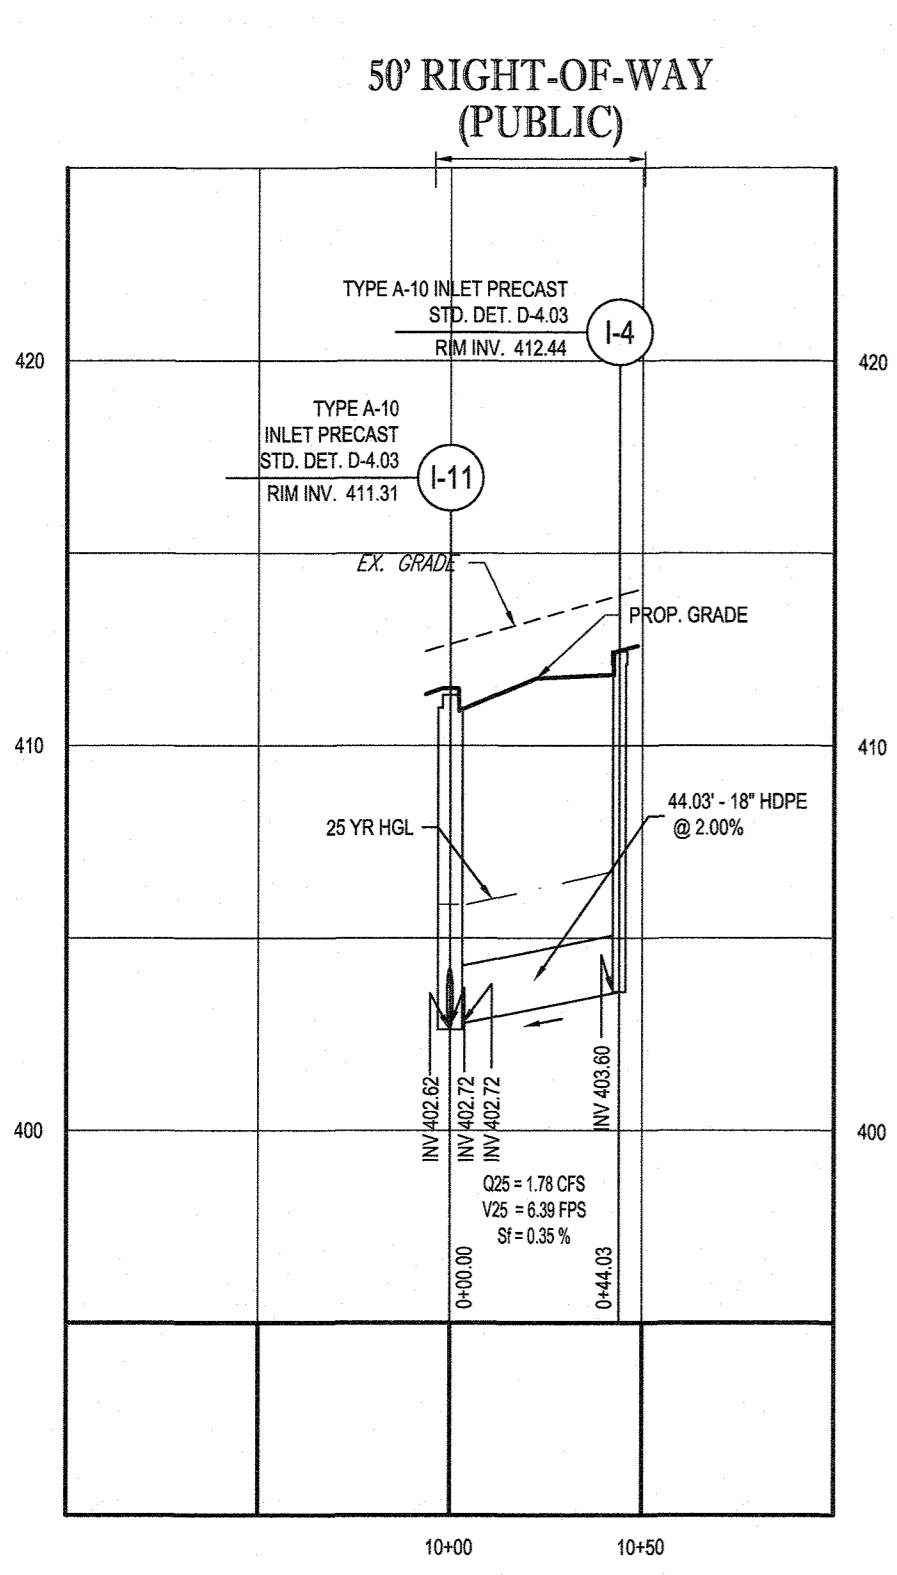 50' RIGHT-OF-WAY
(PUBLIC)
TYPE A-10 INLET PRECAST
STD. DET. D-4.03
RIM INV. 412.44
I-4
420
420
TYPE A-10
INLET PRECAST
STD. DET. D-4.03
RIM INV. 411.31
I-11
EX. GRADE
PROP. GRADE
410
410
44.03' - 18" HDPE
@ 2.00%
25 YR HGL
INV 402.62
INV 402.72
INV 402.72
INV 403.60
400
400
Q25 = 1.78 CFS
V25 = 6.39 FPS
Sf = 0.35 %
0+00.00
0+44.03
10+00
10+50